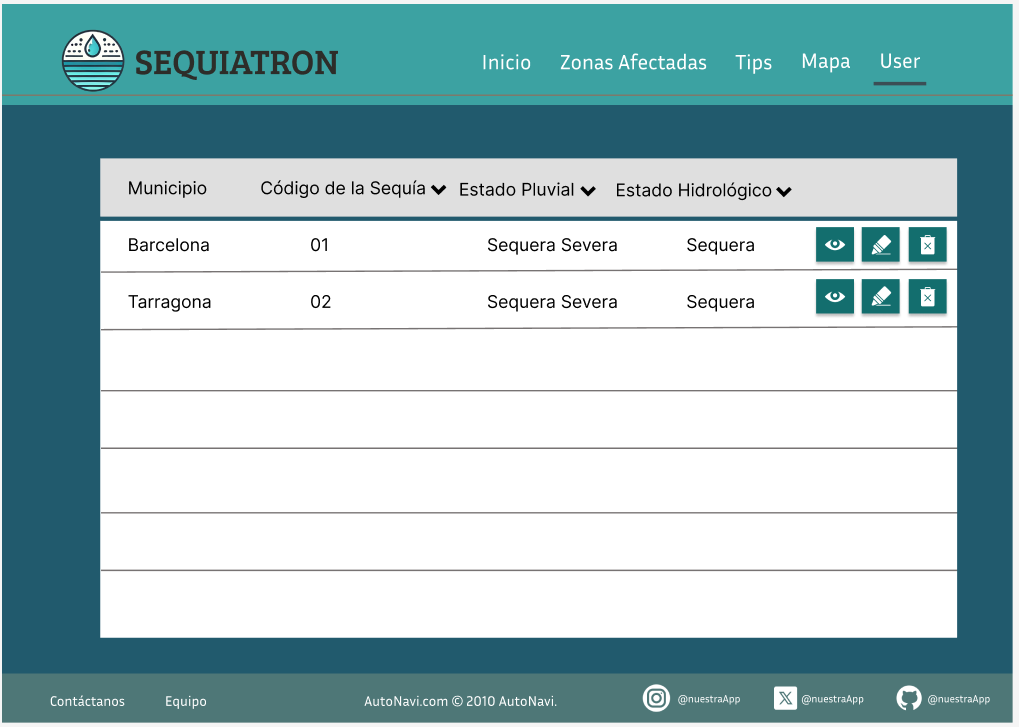 SEQUIATRON
Inicio Zonas Afectadas Tips Mapa User
Municipio Código de la Sequía Estado Pluvial Estado Hidrológico
Barcelona 01 Sequera Severa Sequera
Tarragona 02 Sequera Severa Sequera
Contáctanos Equipo AutoNavi.com © 2010 AutoNavi. @nuestraApp @nuestraApp @nuestraApp